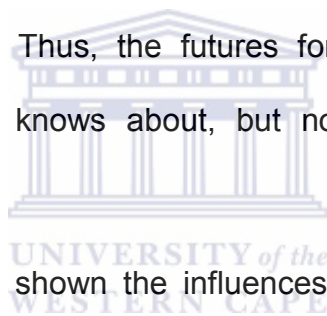 Thus, the futures for
knows about, but no
UNIVERSITY of the
shown the influences
WESTERN CAPE